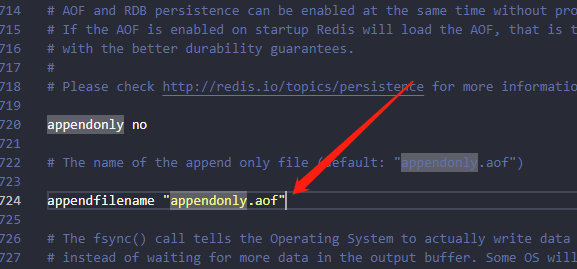 714 # AOF and RDB persistence can be enabled at the same time without pro
715 # If the AOF is enabled on startup Redis will load the AOF, that is t
716 # with the better durability guarantees.
717 #
718 # Please check http://redis.io/topics/persistence for more informatio
719
720 appendonly no
721
722 # The name of the append only file (default: "appendonly.aof")
723
724 appendfilename "appendonly.aof"
725
726 # The fsync() call tells the Operating System to actually write data
727 # instead of waiting for more data in the output buffer. Some OS will